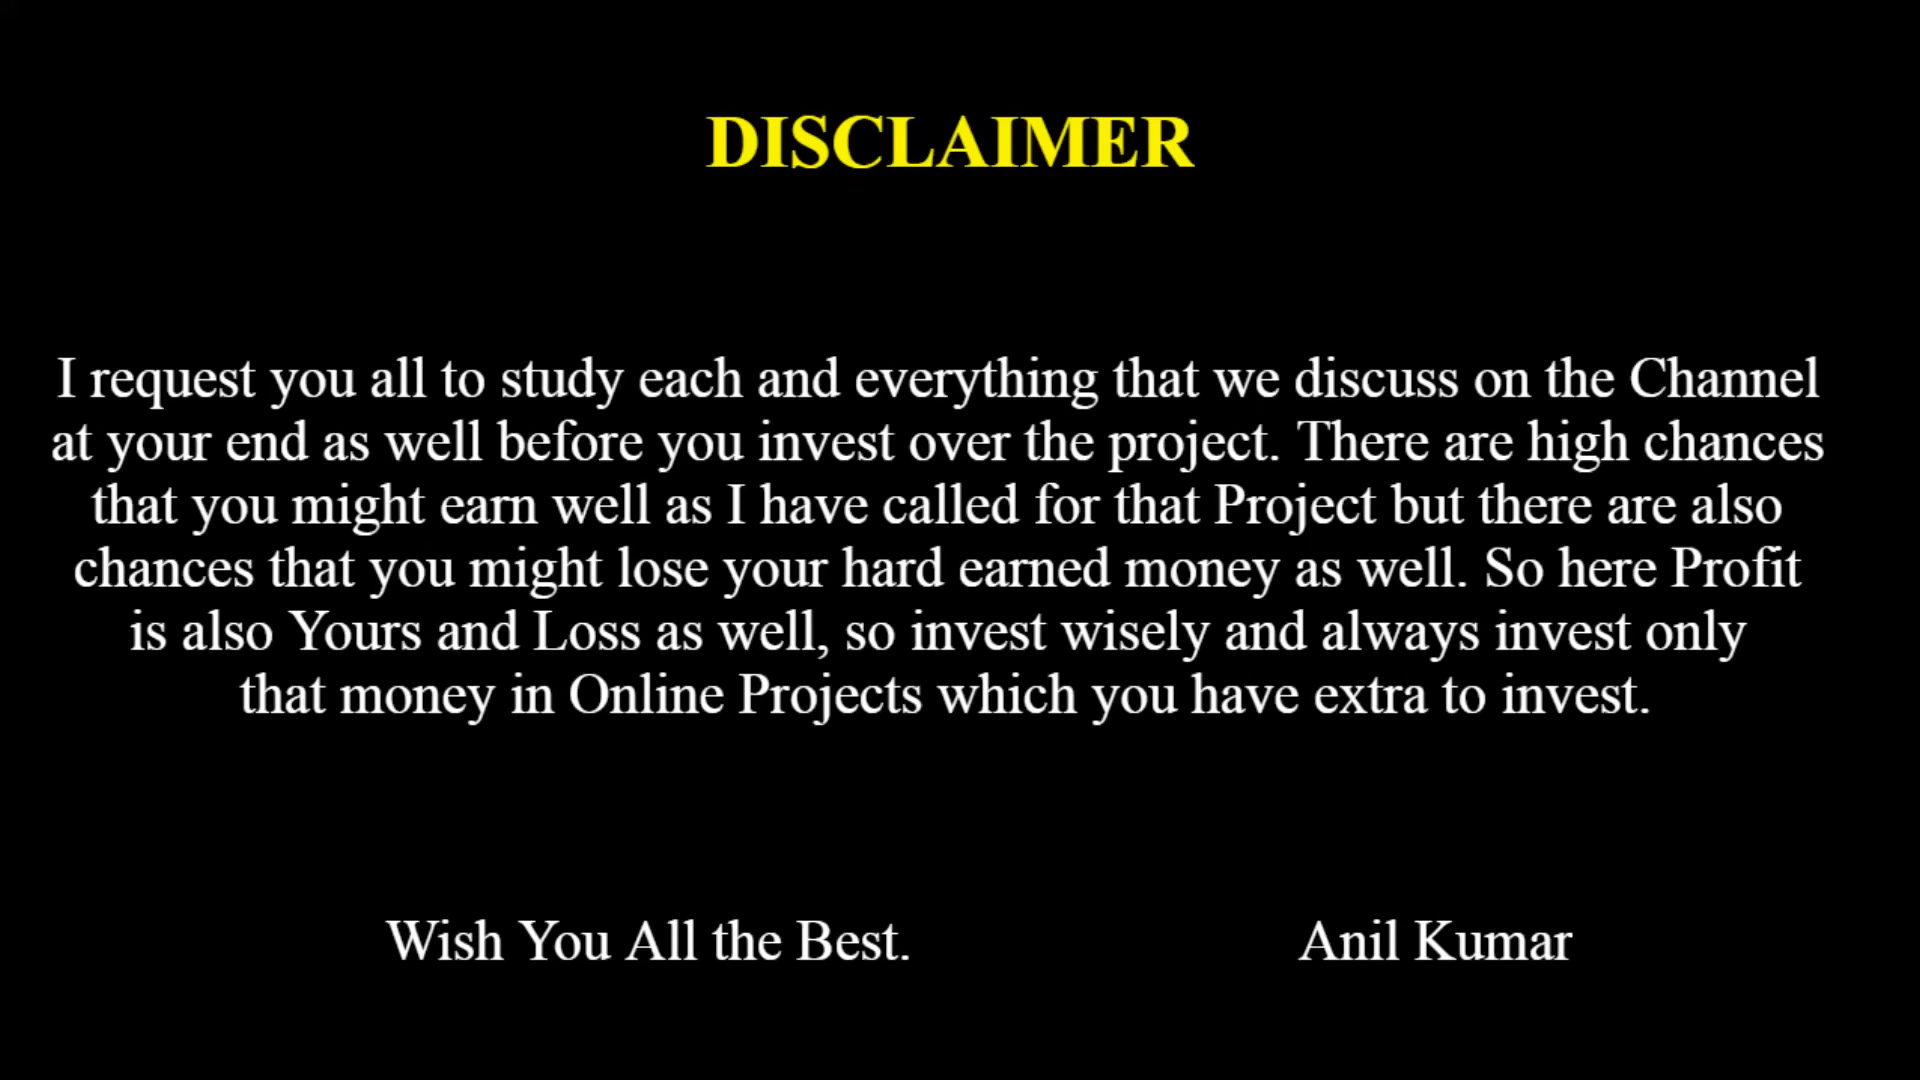 DISCLAIMER
I request you all to study each and everything that we discuss on the Channel
at your end as well before you invest over the project. There are high chances
that you might earn well as I have called for that Project but there are also
chances that you might lose your hard earned money as well. So here Profit
is also Yours and Loss as well, so invest wisely and always invest only
that money in Online Projects which you have extra to invest.
Wish You All the Best. Anil Kumar